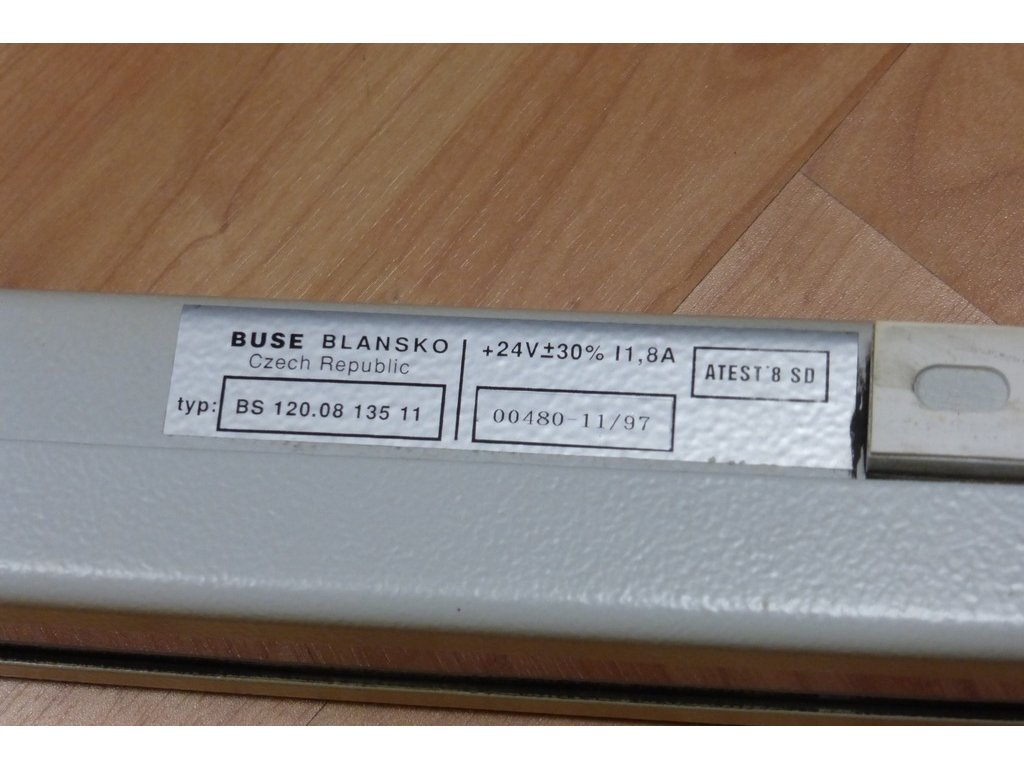 BUSE BLANSKO
Czech Republic
typ: BS 120.08 135 11
+24V±30% I1,8A
00480-11/97
ATEST 8 SD